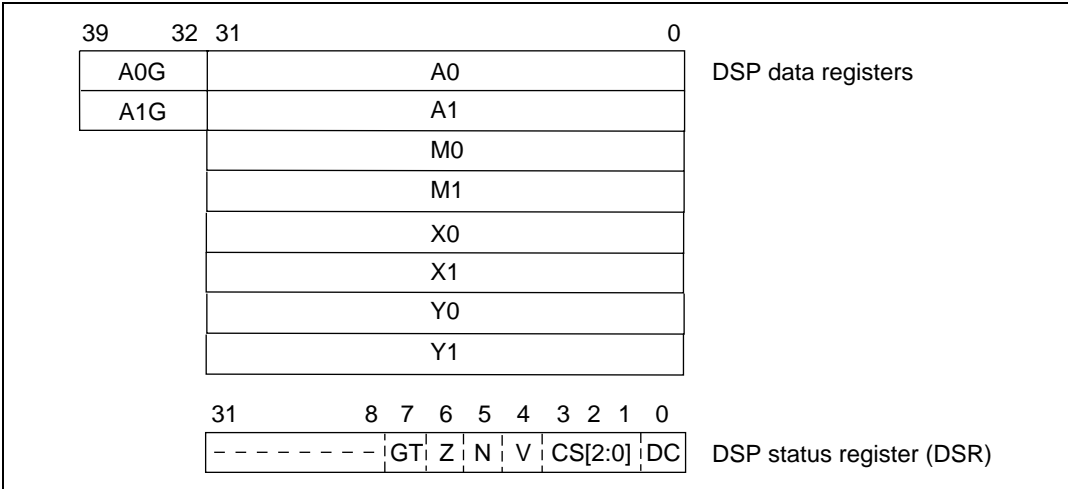 39 32 31 0
A0G A0 DSP data registers
A1G A1
M0
M1
X0
X1
Y0
Y1
31 8 7 6 5 4 3 2 1 0
GT Z N V CS[2:0] DC DSP status register (DSR)